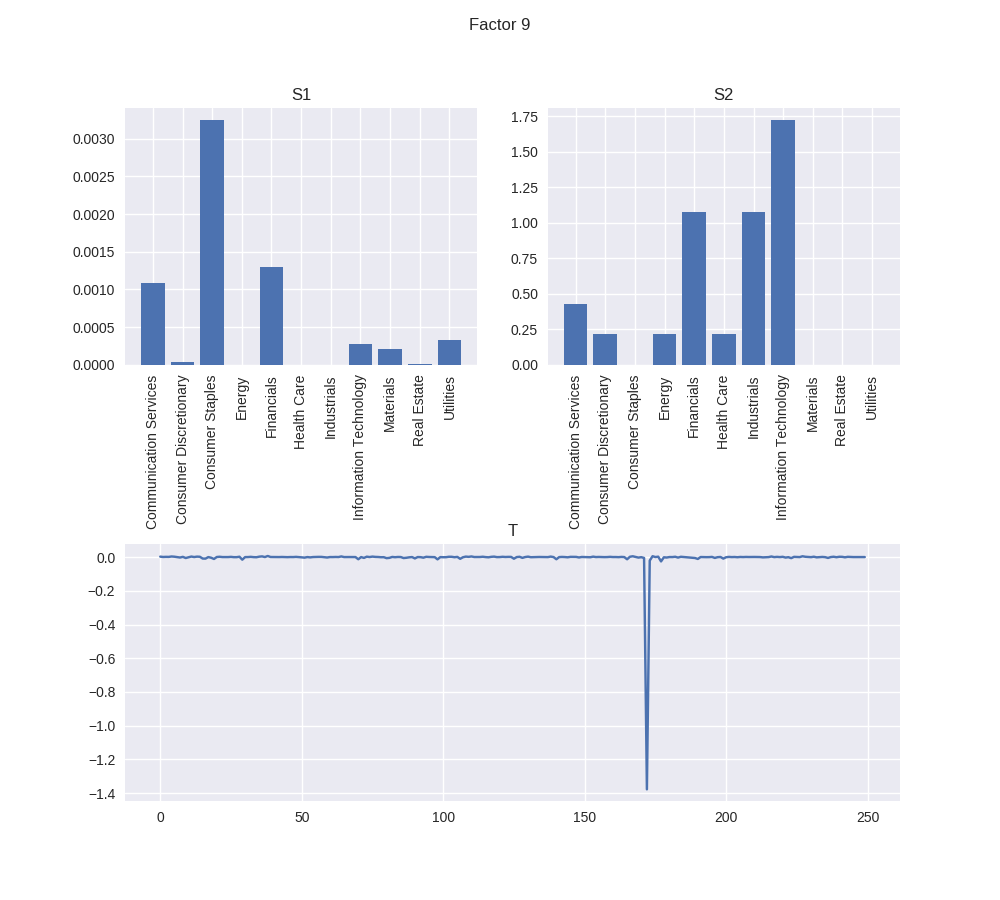 Factor 9
S1
0.0030
0.0025
0.0020
0.0015
0.0010
0.0005
0.0000
Communication Services
Consumer Discretionary
Consumer Staples
Energy
Financials
Health Care
Industrials
Information Technology
Materials
Real Estate
Utilities
S2
1.75
1.50
1.25
1.00
0.75
0.50
0.25
0.00
Communication Services
Consumer Discretionary
Consumer Staples
Energy
Financials
Health Care
Industrials
Information Technology
Materials
Real Estate
Utilities
T
0.0
−0.2
−0.4
−0.6
−0.8
−1.0
−1.2
−1.4
0
50
100
150
200
250